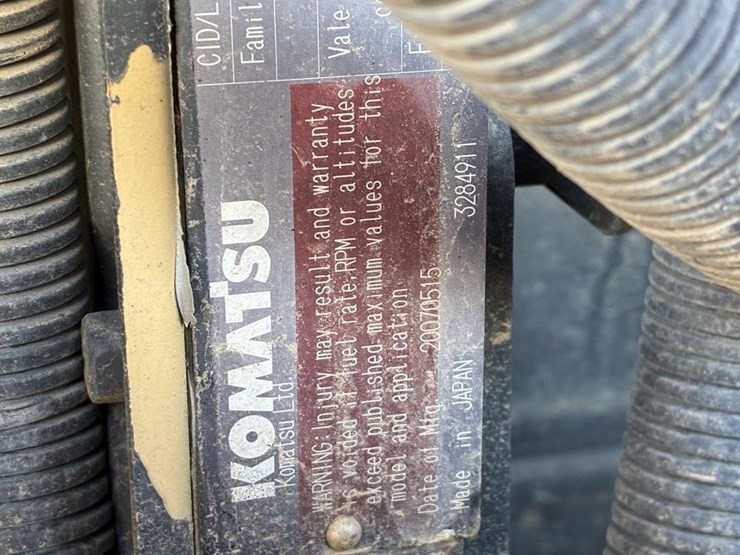 CID/L
Famil
Vale
KOMATSU
Komatsu Ltd.
WARNING: Injury may result and warranty
is voided if fuel rate, RPM or altitudes
exceed published maximum values for this
model and application
Date of Mfg. 20070515
Made in JAPAN 3284911